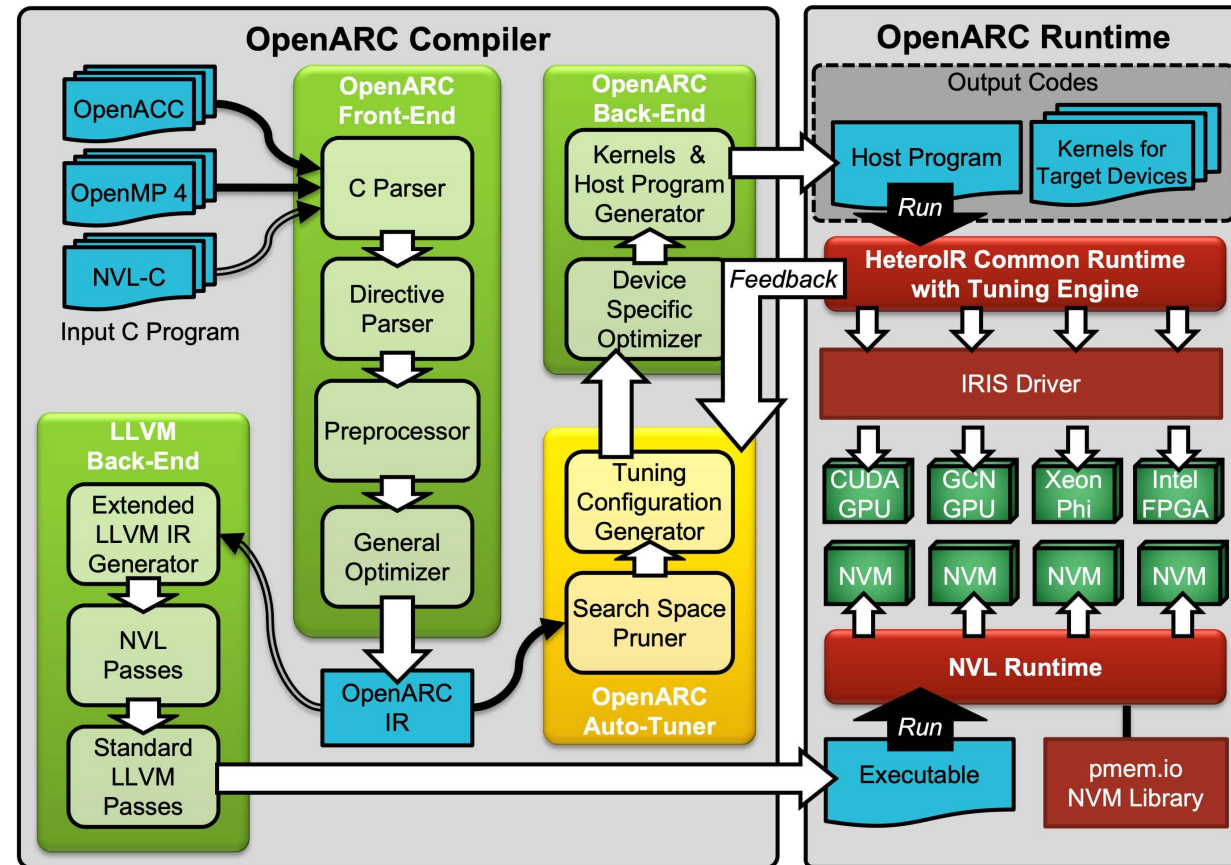 OpenARC Compiler
OpenACC
OpenMP 4
NVL-C
Input C Program
OpenARC
Front-End
C Parser
Directive
Parser
Preprocessor
General
Optimizer
OpenARC
IR
LLVM
Back-End
Extended
LLVM IR
Generator
NVL
Passes
Standard
LLVM
Passes
OpenARC
Back-End
Kernels &
Host Program
Generator
Device
Specific
Optimizer
Feedback
Tuning
Configuration
Generator
Search Space
Pruner
OpenARC
Auto-Tuner
OpenARC Runtime
Output Codes
Host Program
Kernels for
Target Devices
Run
HeteroIR Common Runtime
with Tuning Engine
IRIS Driver
CUDA
GPU
GCN
GPU
Xeon
Phi
Intel
FPGA
NVM
NVM
NVM
NVM
NVL Runtime
Run
Executable
pmem.io
NVM Library